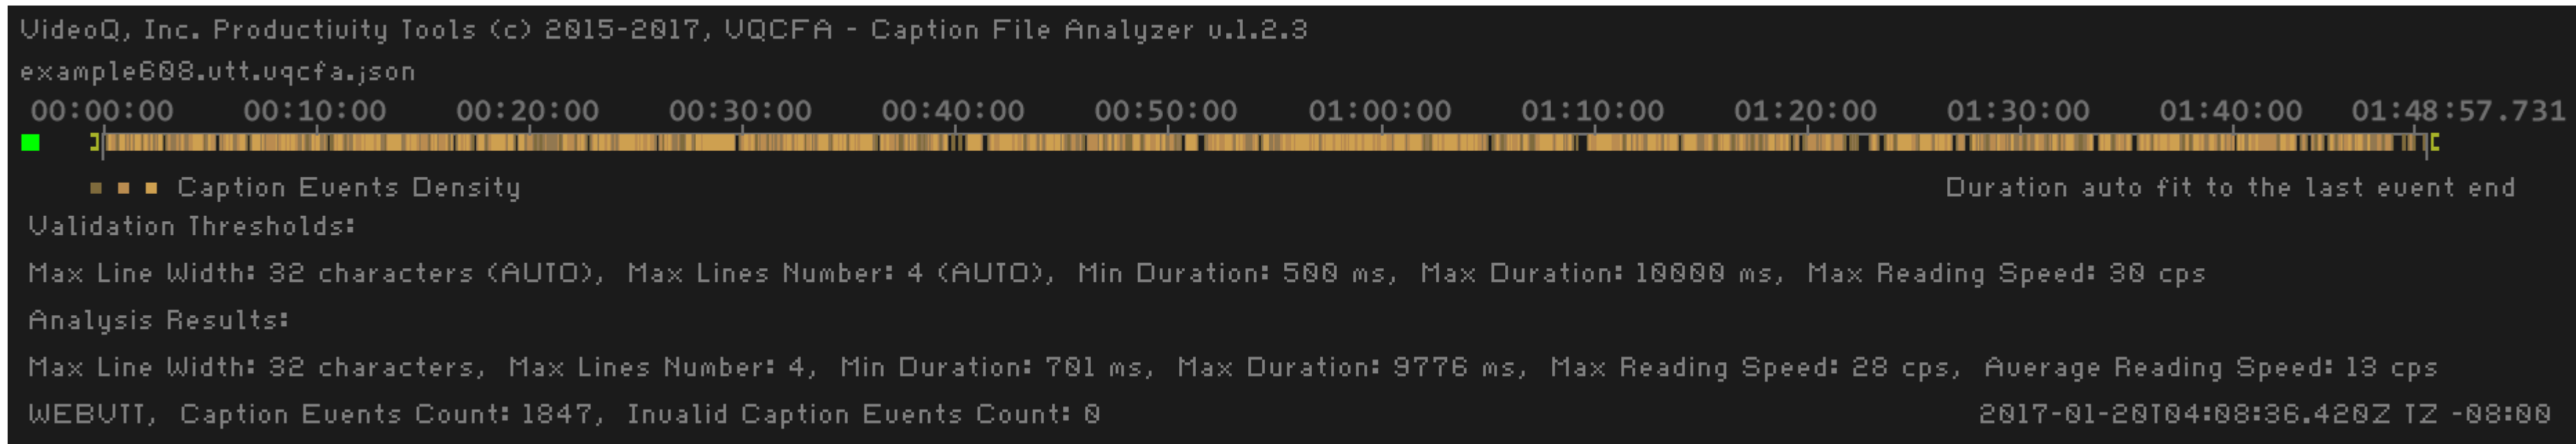 VideoQ, Inc. Productivity Tools (c) 2015-2017, VQCFA - Caption File Analyzer v.1.2.3
example608.vtt.vqcfa.json
00:00:00 00:10:00 00:20:00 00:30:00 00:40:00 00:50:00 01:00:00 01:10:00 01:20:00 01:30:00 01:40:00 01:48:57.731
Caption Events Density Duration auto fit to the last event end
Validation Thresholds:
Max Line Width: 32 characters (AUTO), Max Lines Number: 4 (AUTO), Min Duration: 500 ms, Max Duration: 10000 ms, Max Reading Speed: 30 cps
Analysis Results:
Max Line Width: 32 characters, Max Lines Number: 4, Min Duration: 701 ms, Max Duration: 9776 ms, Max Reading Speed: 28 cps, Average Reading Speed: 13 cps
WEBVTT, Caption Events Count: 1847, Invalid Caption Events Count: 0 2017-01-20T04:08:36.420Z TZ -08:00